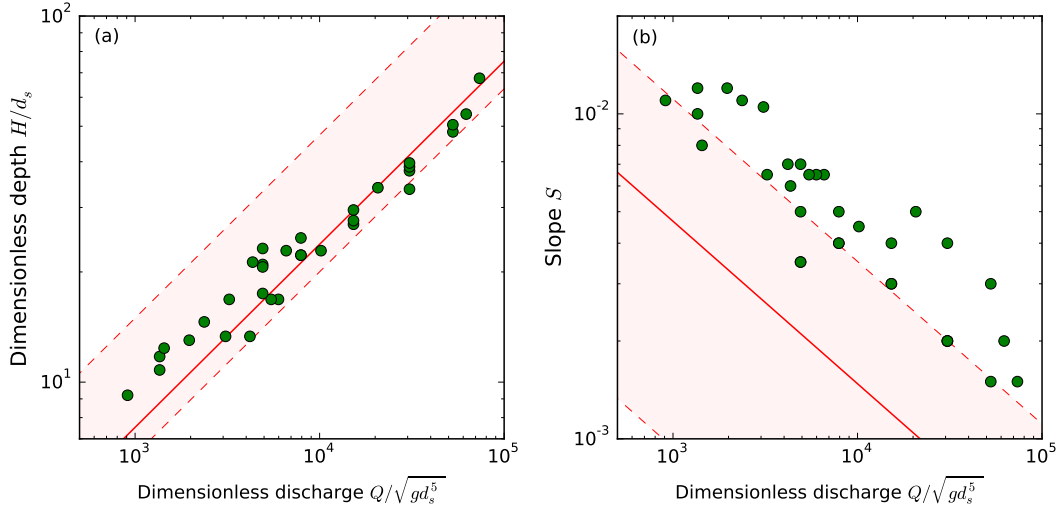 (a)
Dimensionless depth H/d_s
10^2
10^1
10^3
10^4
10^5
Dimensionless discharge Q/√(gd_s^5)
(b)
Slope S
10^-2
10^-3
10^3
10^4
10^5
Dimensionless discharge Q/√(gd_s^5)